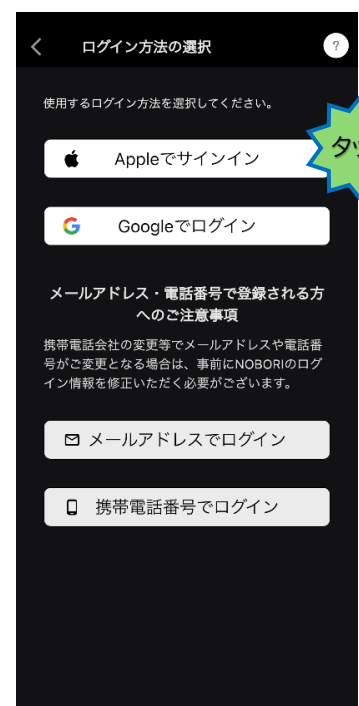 ログイン方法の選択
?
使用するログイン方法を選択してください。
Appleでサインイン
Googleでログイン
メールアドレス・電話番号で登録される方
へのご注意事項
携帯電話会社の変更等でメールアドレスや電話番
号がご変更となる場合は、事前にNOBORIのログ
イン情報を修正いただく必要がございます。
メールアドレスでログイン
携帯電話番号でログイン